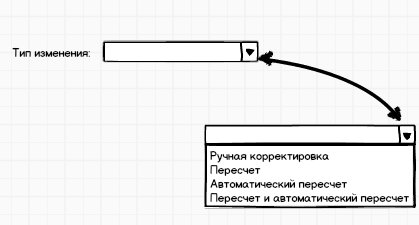 Тип изменения:
Ручная корректировка
Пересчет
Автоматический пересчет
Пересчет и автоматический пересчет